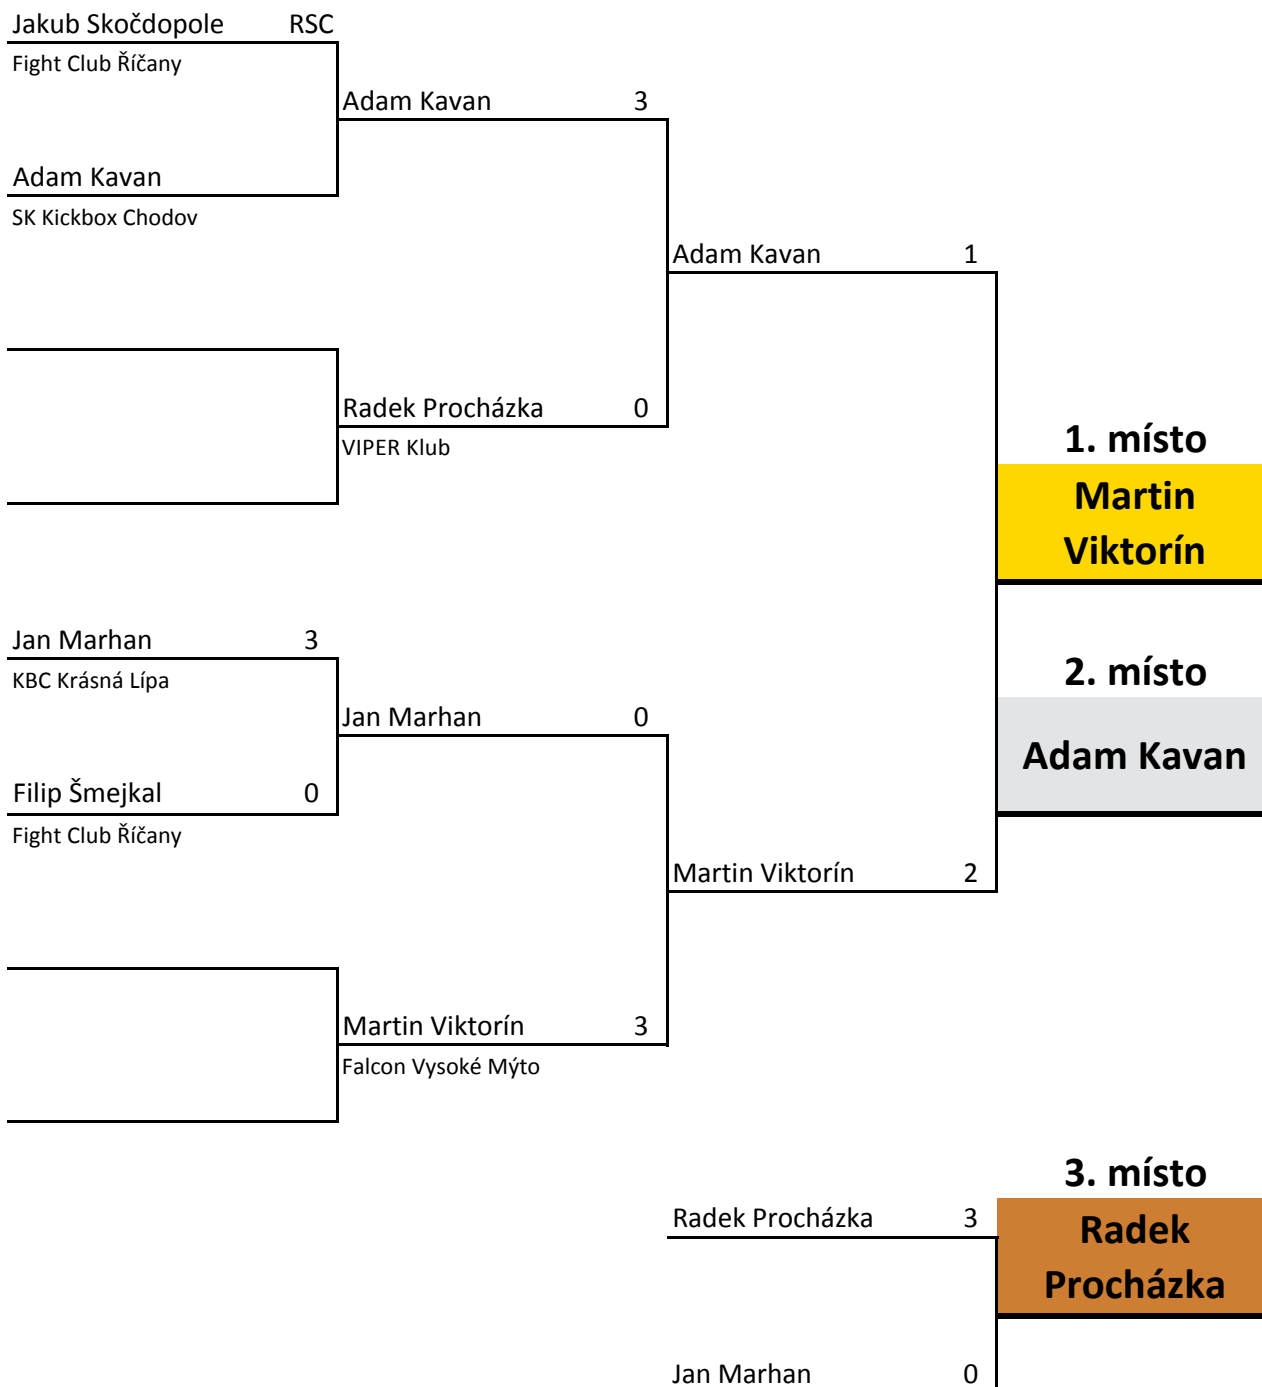 Jakub Skočdopole RSC
Fight Club Říčany
Adam Kavan 3
Adam Kavan
SK Kickbox Chodov
Adam Kavan 1
Radek Procházka 0
VIPER Klub
1. místo
Martin
Viktorín
Jan Marhan 3
KBC Krásná Lípa
2. místo
Jan Marhan 0
Adam Kavan
Filip Šmejkal 0
Fight Club Říčany
Martin Viktorín 2
Martin Viktorín 3
Falcon Vysoké Mýto
3. místo
Radek Procházka 3
Radek
Procházka
Jan Marhan 0